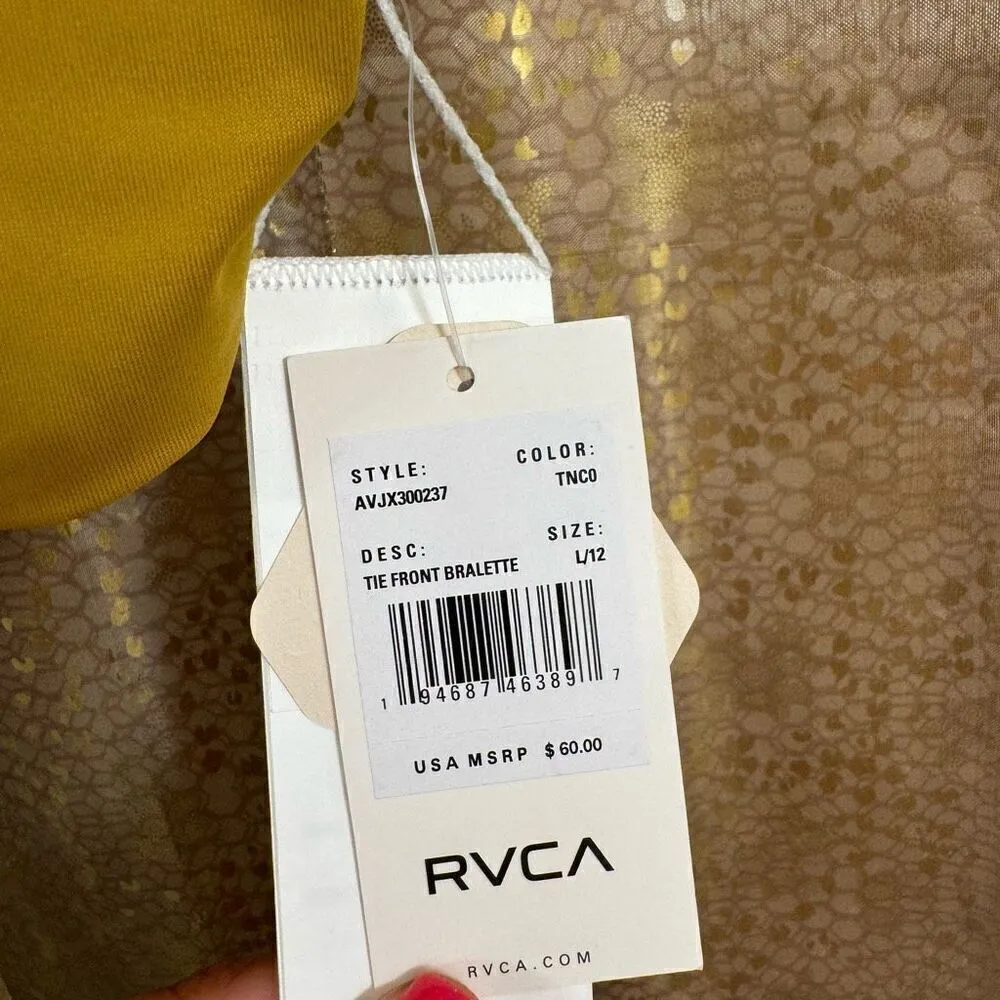 STYLE: COLOR:
AVJX300237 TNC0
DESC: SIZE:
TIE FRONT BRALETTE L/12
1 94687 46389 7
USA MSRP $ 60.00
RVCA
RVCA.COM